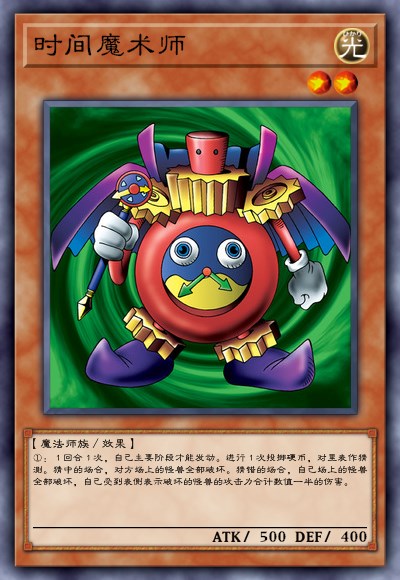 时间魔术师
光
【魔法师族／效果】
①：1回合1次，自己主要阶段才能发动。进行1次投掷硬币，对里表作猜
测。猜中的场合，对方场上的怪兽全部破坏。猜错的场合，自己场上的怪兽
全部破坏，自己受到表侧表示破坏的怪兽的攻击力合计数值一半的伤害。
ATK/ 500 DEF/ 400